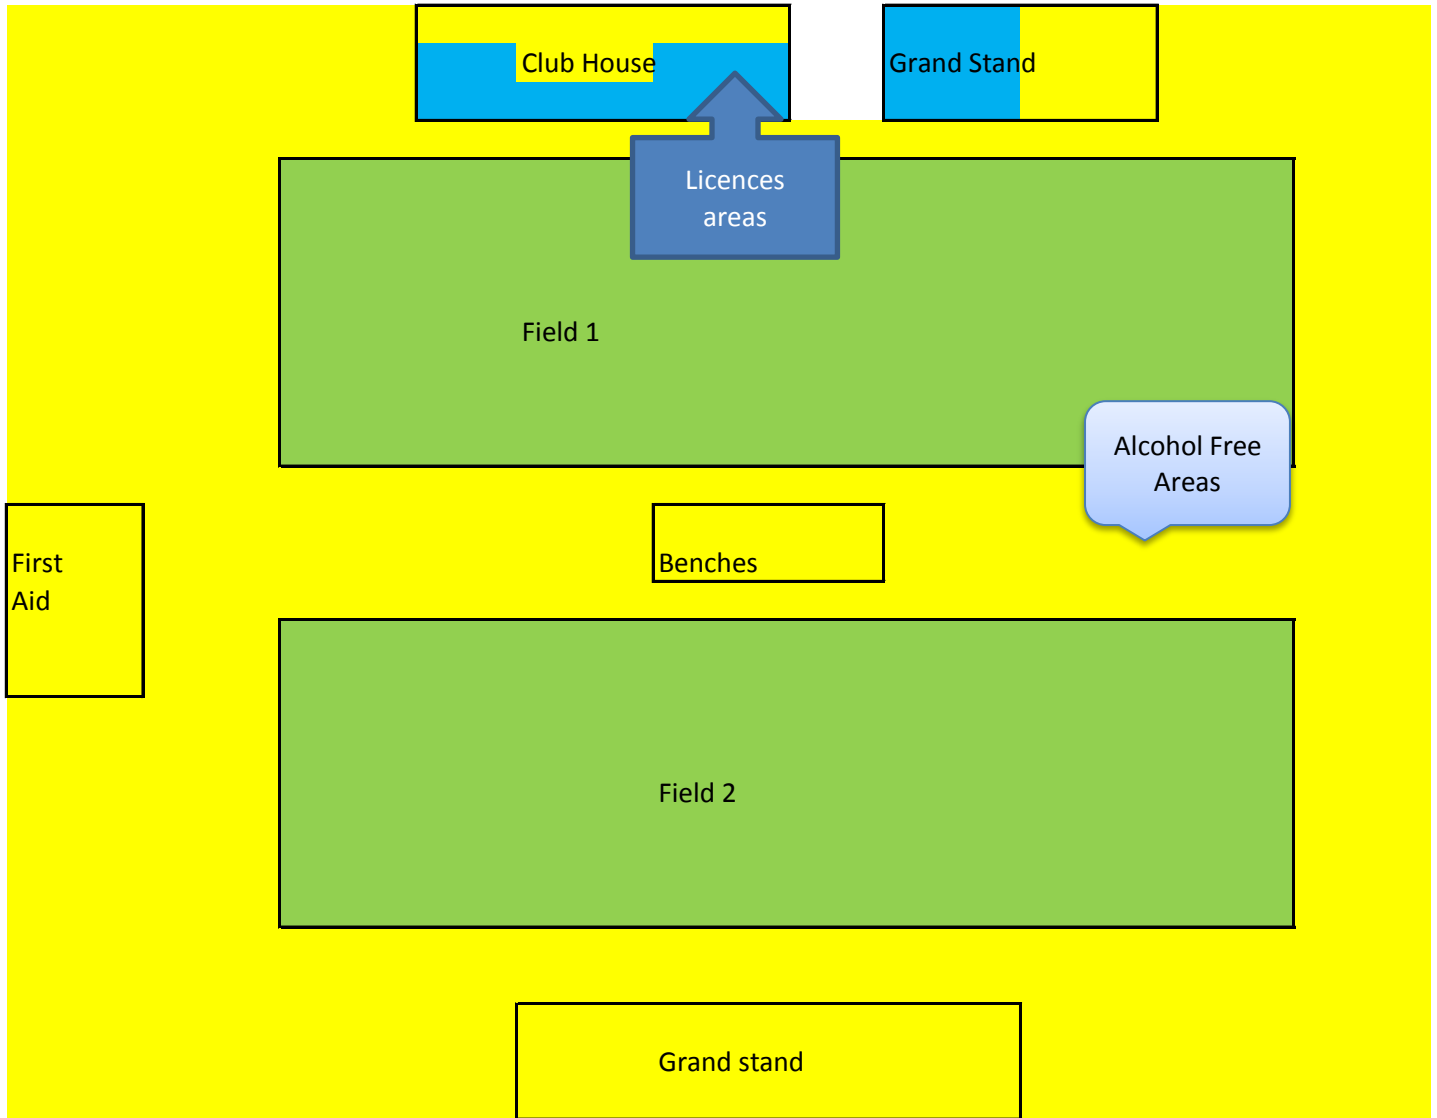 Club House
Grand Stand
Licences
areas
Field 1
Alcohol Free
Areas
First
Aid
Benches
Field 2
Grand stand